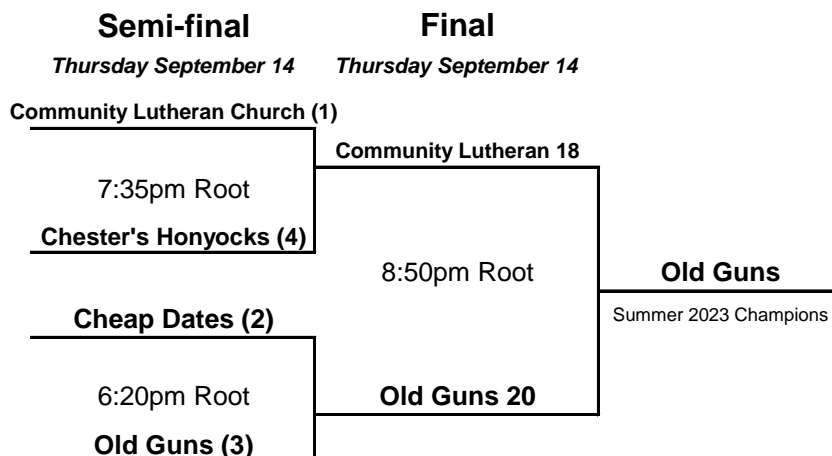 Semi-final Final
Thursday September 14 Thursday September 14
Community Lutheran Church (1)
Community Lutheran 18
7:35pm Root
Chester's Honyocks (4)
8:50pm Root
Old Guns
Cheap Dates (2)
Summer 2023 Champions
6:20pm Root
Old Guns 20
Old Guns (3)